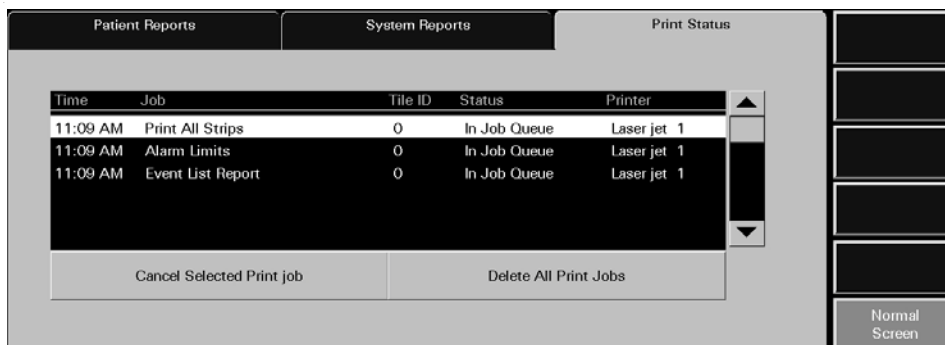 Patient Reports System Reports Print Status
Time Job Tile ID Status Printer
11:09 AM Print All Strips 0 In Job Queue Laser jet 1
11:09 AM Alarm Limits 0 In Job Queue Laser jet 1
11:09 AM Event List Report 0 In Job Queue Laser jet 1
Cancel Selected Print job Delete All Print Jobs
Normal
Screen